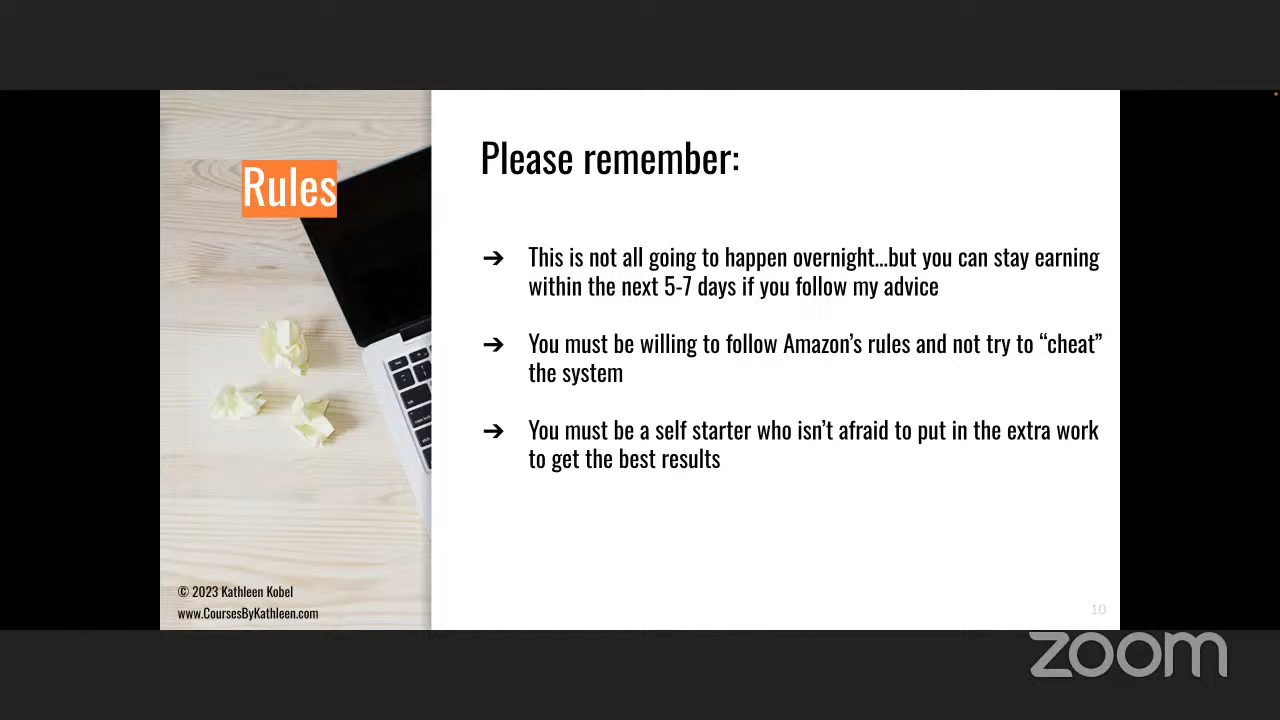 Rules
Please remember:
➔ This is not all going to happen overnight...but you can stay earning
within the next 5-7 days if you follow my advice
➔ You must be willing to follow Amazon’s rules and not try to “cheat”
the system
➔ You must be a self starter who isn’t afraid to put in the extra work
to get the best results
© 2023 Kathleen Kobel
www.CoursesByKathleen.com
10
zoom